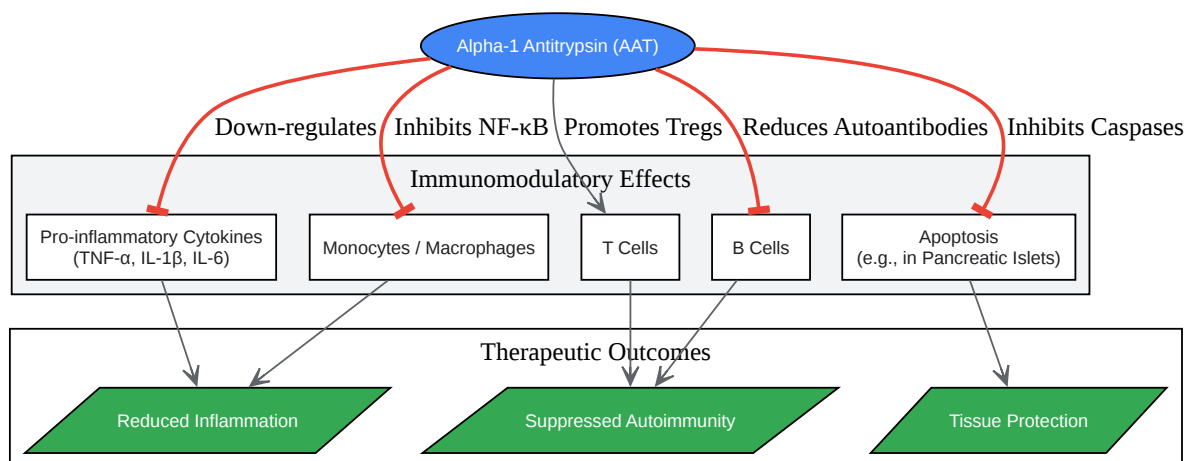 Alpha-1 Antitrypsin (AAT)
Down-regulates
Inhibits NF-κB
Promotes Tregs
Reduces Autoantibodies
Inhibits Caspases
Immunomodulatory Effects
Pro-inflammatory Cytokines
(TNF-α, IL-1β, IL-6)
Monocytes / Macrophages
T Cells
B Cells
Apoptosis
(e.g., in Pancreatic Islets)
Therapeutic Outcomes
Reduced Inflammation
Suppressed Autoimmunity
Tissue Protection